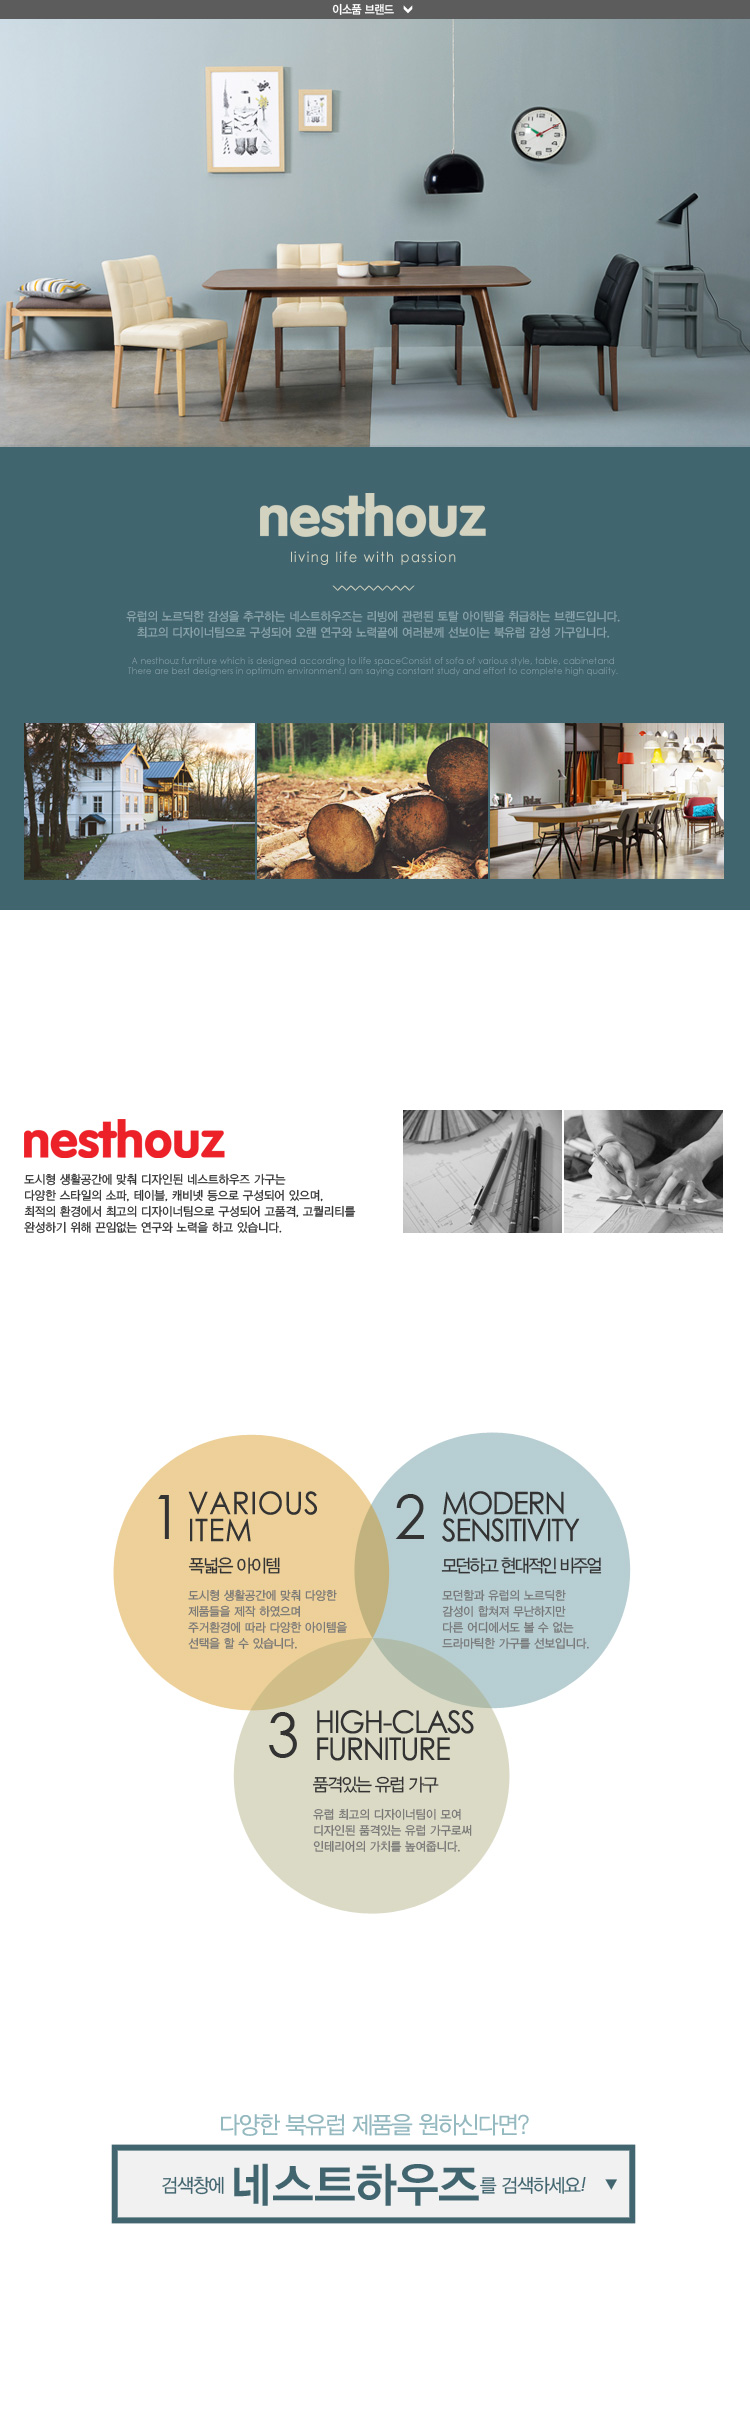 이소품 브랜드
nesthouz
living life with passion
유럽의 노르딕한 감성을 추구하는 네스트하우즈는 리빙에 관련된 토탈 아이템을 취급하는 브랜드입니다.
최고의 디자이너팀으로 구성되어 오랜 연구와 노력끝에 여러분께 선보이는 북유럽 감성 가구입니다.
A nesthouz furniture which is designed according to life spaceConsist of sofa of various style, table, cabinetand
There are best designers in optimum environment.I am saying constant study and effort to complete high quality.
nesthouz
도시형 생활공간에 맞춰 디자인된 네스트하우즈 가구는
다양한 스타일의 소파, 테이블, 캐비넷 등으로 구성되어 있으며,
최적의 환경에서 최고의 디자이너팀으로 구성되어 고품격, 고퀄리티를
완성하기 위해 끈임없는 연구와 노력을 하고 있습니다.
1 VARIOUS
ITEM
폭넓은 아이템
도시형 생활공간에 맞춰 다양한
제품들을 제작 하였으며
주거환경에 따라 다양한 아이템을
선택을 할 수 있습니다.
2 MODERN
SENSITIVITY
모던하고 현대적인 비주얼
모던함과 유럽의 노르딕한
감성이 합쳐져 무난하지만
다른 어디에서도 볼 수 없는
드라마틱한 가구를 선보입니다.
3 HIGH-CLASS
FURNITURE
품격있는 유럽 가구
유럽 최고의 디자이너팀이 모여
디자인된 품격있는 유럽 가구로써
인테리어의 가치를 높여줍니다.
다양한 북유럽 제품을 원하신다면?
검색창에 네스트하우즈를 검색하세요!